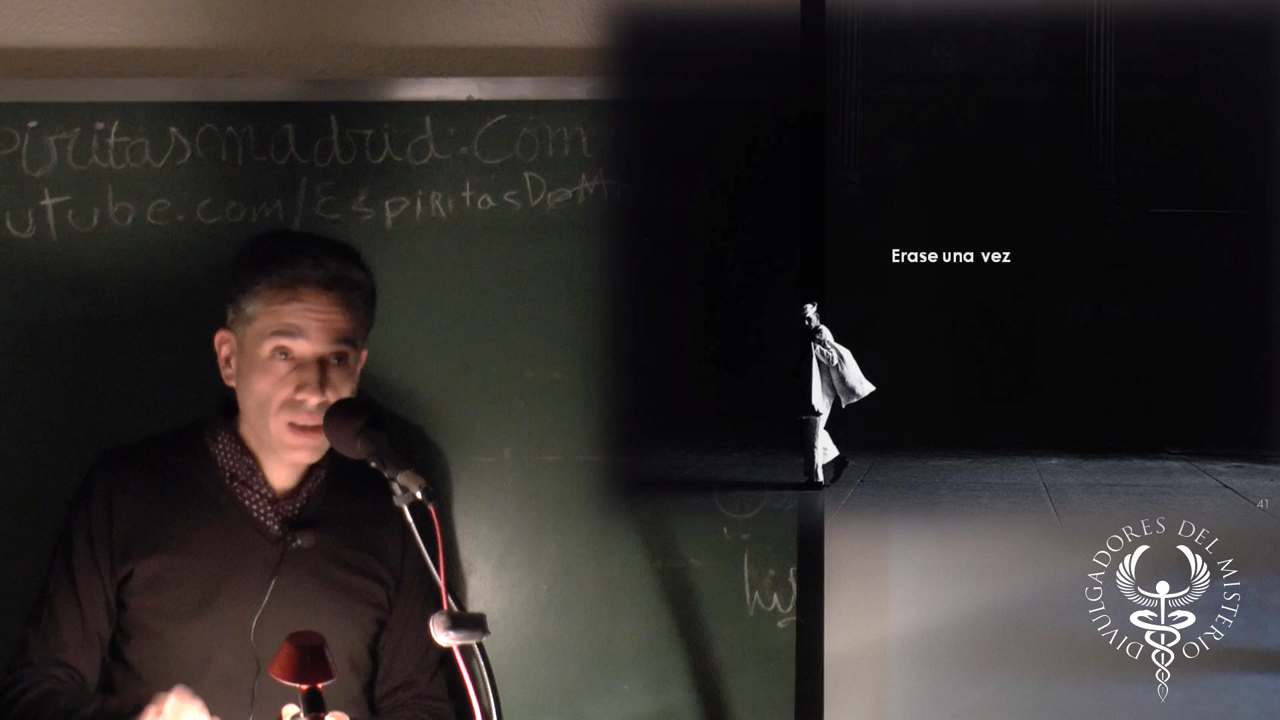 piritasmadrid.Com
utube.com/EspiRitasDeM
Erase una vez
41
DIVULGADORES DEL MISTERIO